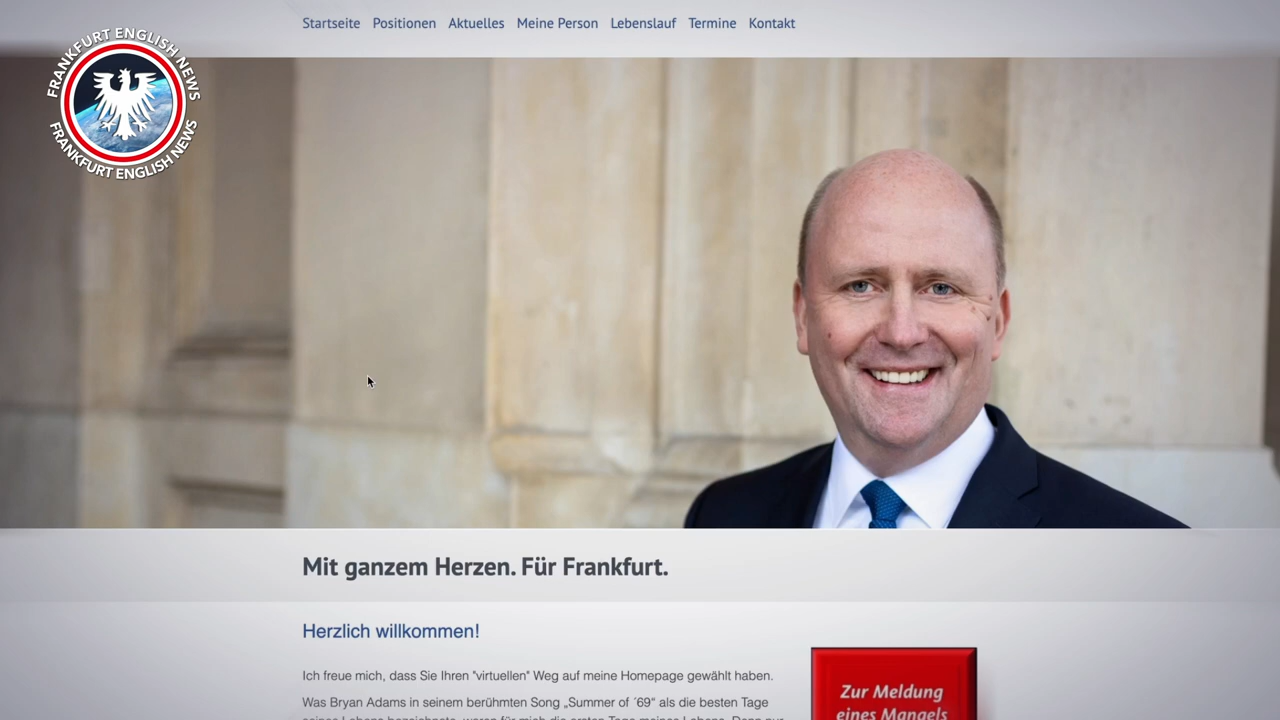 Startseite Positionen Aktuelles Meine Person Lebenslauf Termine Kontakt
FRANKFURT ENGLISH NEWS
FRANKFURT ENGLISH NEWS
Mit ganzem Herzen. Für Frankfurt.
Herzlich willkommen!
Ich freue mich, dass Sie Ihren "virtuellen" Weg auf meine Homepage gewählt haben.
Was Bryan Adams in seinem berühmten Song „Summer of ´69“ als die besten Tage
Zur Meldung
eines Mangels